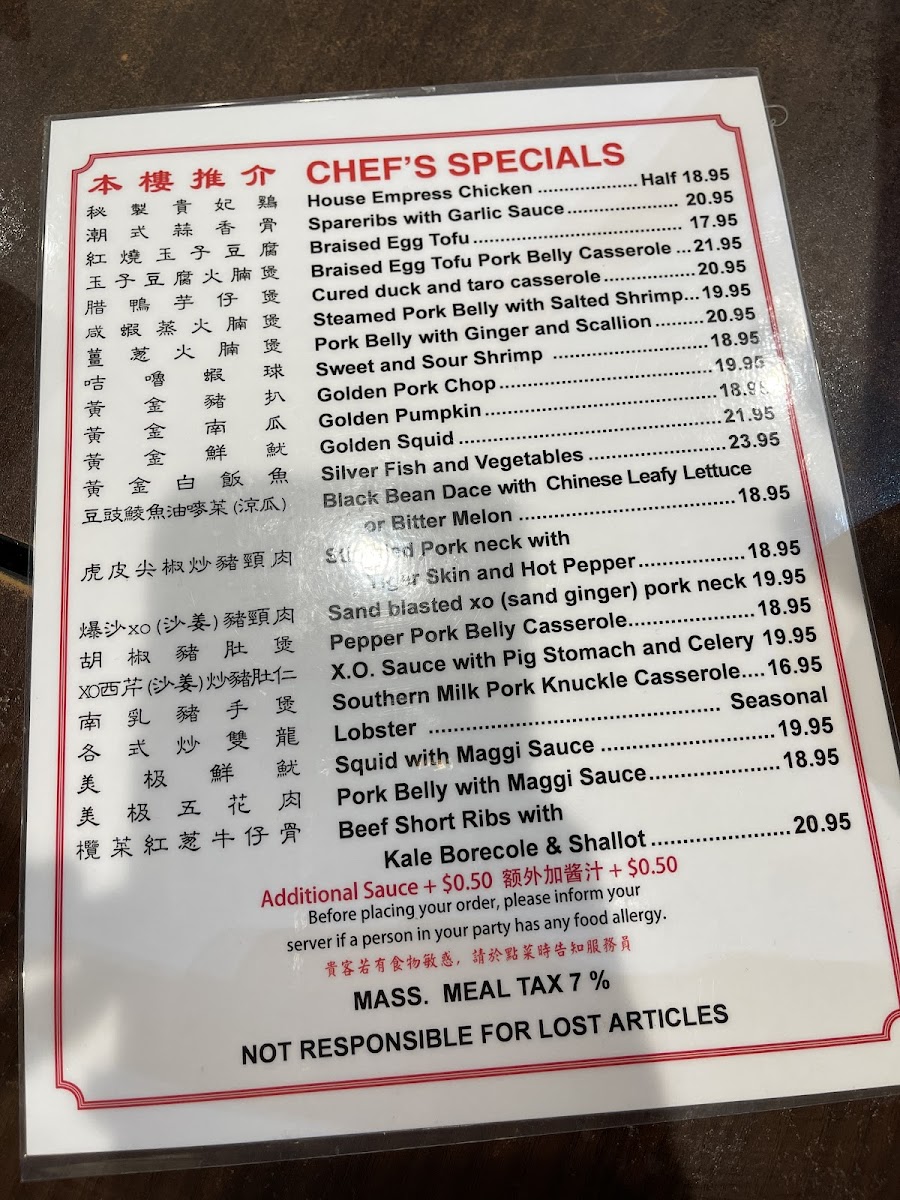 本樓推介 CHEF'S SPECIALS
秘製貴妃鷄 House Empress Chicken ................. Half 18.95
潮式蒜香骨 Spareribs with Garlic Sauce................... 20.95
紅燒玉子豆腐 Braised Egg Tofu................................... 17.95
玉子豆腐火腩煲 Braised Egg Tofu Pork Belly Casserole ...21.95
腊鴨芋仔煲 Cured duck and taro casserole...............20.95
咸蝦蒸火腩煲 Steamed Pork Belly with Salted Shrimp...19.95
薑葱火腩煲 Pork Belly with Ginger and Scallion .........20.95
咭嚕蝦球 Sweet and Sour Shrimp ..........................18.95
黃金豬扒 Golden Pork Chop...................................19.95
黃金南瓜 Golden Pumpkin......................................18.95
黃金鮮魷 Golden Squid ...........................................21.95
黃金白飯魚 Silver Fish and Vegetables .......................23.95
豆豉鯪魚油嘜菜(涼瓜) Black Bean Dace with Chinese Leafy Lettuce
or Bitter Melon ....................................18.95
虎皮尖椒炒豬頸肉 Pork neck with
Tiger Skin and Hot Pepper..................18.95
爆沙xo(沙姜)豬頸肉 Sand blasted xo (sand ginger) pork neck 19.95
胡椒豬肚煲 Pepper Pork Belly Casserole.....................18.95
XO西芹(沙姜)炒豬肚仁 X.O. Sauce with Pig Stomach and Celery 19.95
南乳豬手煲 Southern Milk Pork Knuckle Casserole....16.95
各式炒雙龍 Lobster ................................................ Seasonal
美极鮮魷 Squid with Maggi Sauce .............................19.95
美极五花肉 Pork Belly with Maggi Sauce......................18.95
欖菜紅葱牛仔骨 Beef Short Ribs with
Kale Borecole & Shallot .......................20.95
Additional Sauce + $0.50 额外加酱汁 + $0.50
Before placing your order, please inform your
server if a person in your party has any food allergy.
貴客若有食物敏感, 請於點菜時告知服務員
MASS. MEAL TAX 7 %
NOT RESPONSIBLE FOR LOST ARTICLES